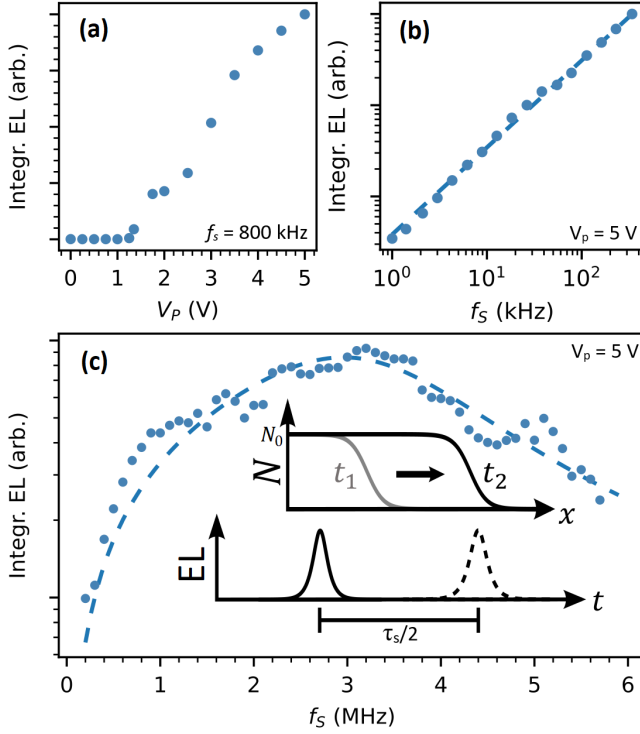 (a)
Integr. EL (arb.)
f_s = 800 kHz
0 1 2 3 4 5
V_P (V)
(b)
Integr. EL (arb.)
V_p = 5 V
10^0 10^1 10^2
f_S (kHz)
(c)
V_p = 5 V
Integr. EL (arb.)
N_0
N
t_1
t_2
x
EL
t
τ_s/2
0 1 2 3 4 5 6
f_S (MHz)